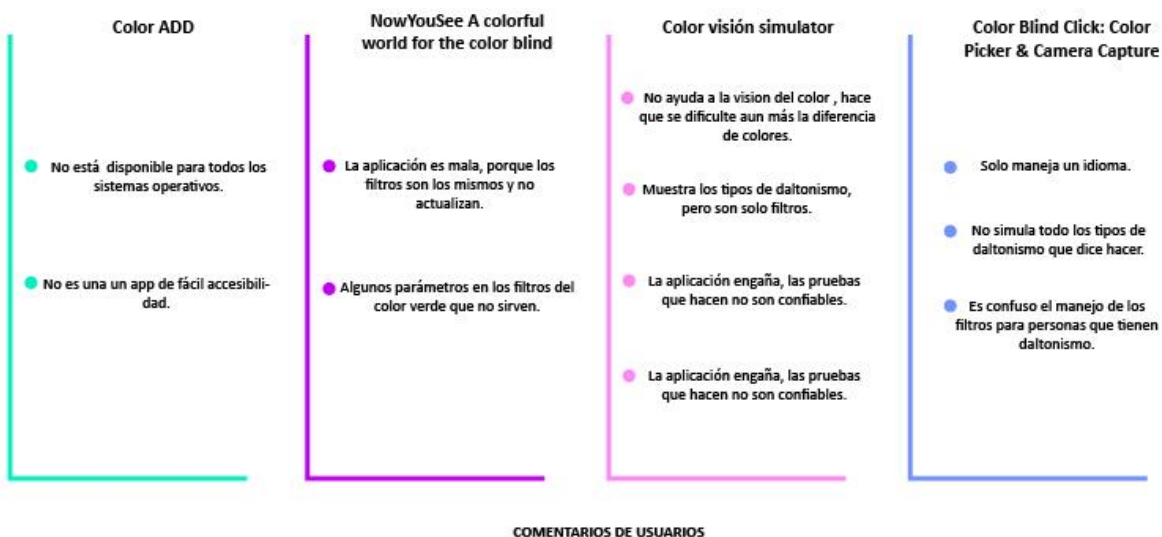 Color ADD
No está disponible para todos los
sistemas operativos.
No es una un app de fácil accesibili-
dad.
NowYouSee A colorful
world for the color blind
La aplicación es mala, porque los
filtros son los mismos y no
actualizan.
Algunos parámetros en los filtros del
color verde que no sirven.
Color visión simulator
No ayuda a la vision del color , hace
que se dificulte aun más la diferencia
de colores.
Muestra los tipos de daltonismo,
pero son solo filtros.
La aplicación engaña, las pruebas
que hacen no son confiables.
La aplicación engaña, las pruebas
que hacen no son confiables.
Color Blind Click: Color
Picker & Camera Capture
Solo maneja un idioma.
No simula todo los tipos de
daltonismo que dice hacer.
Es confuso el manejo de los
filtros para personas que tienen
daltonismo.
COMENTARIOS DE USUARIOS